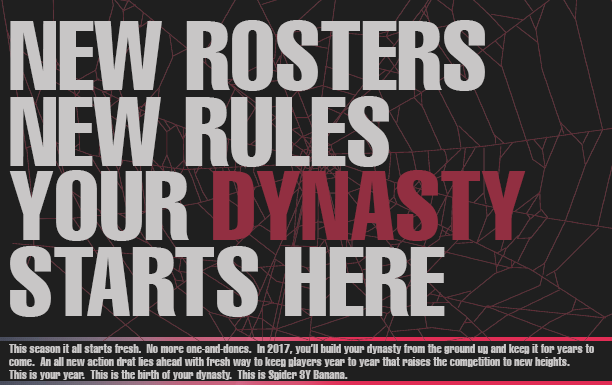 NEW ROSTERS
NEW RULES
YOUR DYNASTY
STARTS HERE
This season it all starts fresh. No more one-and-dones. In 2017, you'll build your dynasty from the ground up and keep it for years to
come. An all new action drat lies ahead with fresh way to keep players year to year that raises the competition to new heights.
This is your year. This is the birth of your dynasty. This is Spider 3Y Banana.